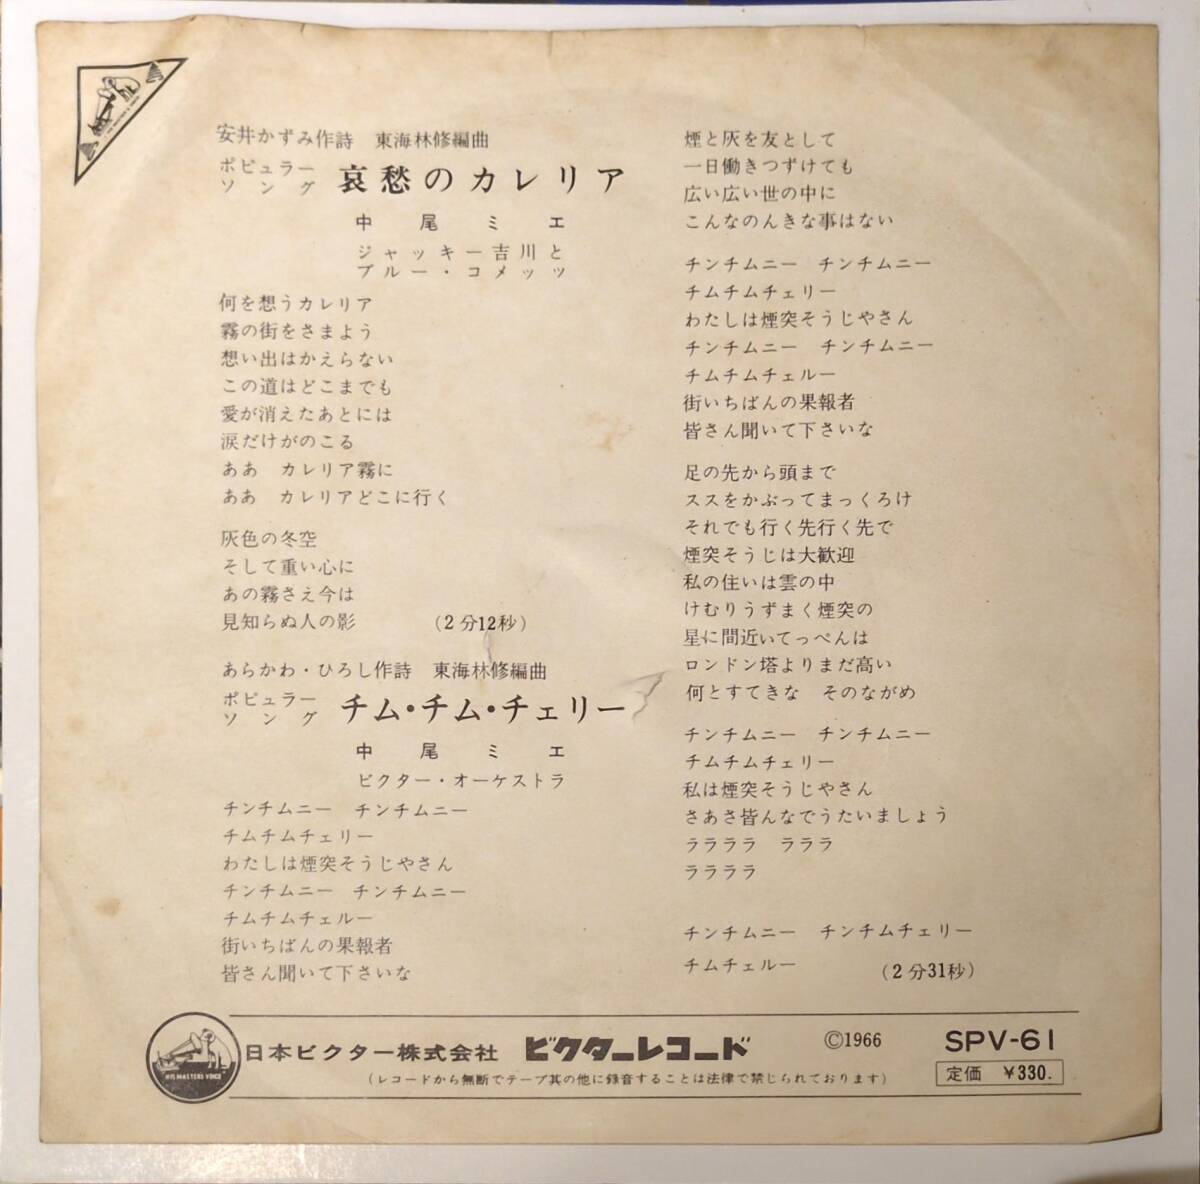 安井かずみ作詩　東海林修編曲
ポピュラー
ソング
哀愁のカレリア
中尾ミエ
ジャッキー吉川と
ブルー・コメッツ
何を想うカレリア
霧の街をさまよう
想い出はかえらない
この道はどこまでも
愛が消えたあとには
涙だけがのこる
ああ　カレリア霧に
ああ　カレリアどこに行く
灰色の冬空
そして重い心に
あの霧さえ今は
見知らぬ人の影　（２分12秒）
あらかわ・ひろし作詩　東海林修編曲
ポピュラー
ソング
チム・チム・チェリー
中尾ミエ
ビクター・オーケストラ
チンチムニー　チンチムニー
チムチムチェリー
わたしは煙突そうじやさん
チンチムニー　チンチムニー
チムチムチェルー
街いちばんの果報者
皆さん聞いて下さいな
煙と灰を友として
一日働きつずけても
広い広い世の中に
こんなのんきな事はない
チンチムニー　チンチムニー
チムチムチェリー
わたしは煙突そうじやさん
チンチムニー　チンチムニー
チムチムチェルー
街いちばんの果報者
皆さん聞いて下さいな
足の先から頭まで
ススをかぶってまっくろけ
それでも行く先行く先で
煙突そうじは大歓迎
私の住いは雲の中
けむりうずまく煙突の
星に間近いてっぺんは
ロンドン塔よりまだ高い
何とすてきな　そのながめ
チンチムニー　チンチムニー
チムチムチェリー
私は煙突そうじやさん
さあさ皆んなでうたいましょう
ララララ　ラララ
ララララ
チンチムニー　チンチムチェリー
チムチェルー　（２分31秒）
HIS MASTERS VOICE
日本ビクター株式会社　ビクターレコード　©1966　SPV-61
（レコードから無断でテープ其の他に録音することは法律で禁じられております）　定価　￥330.